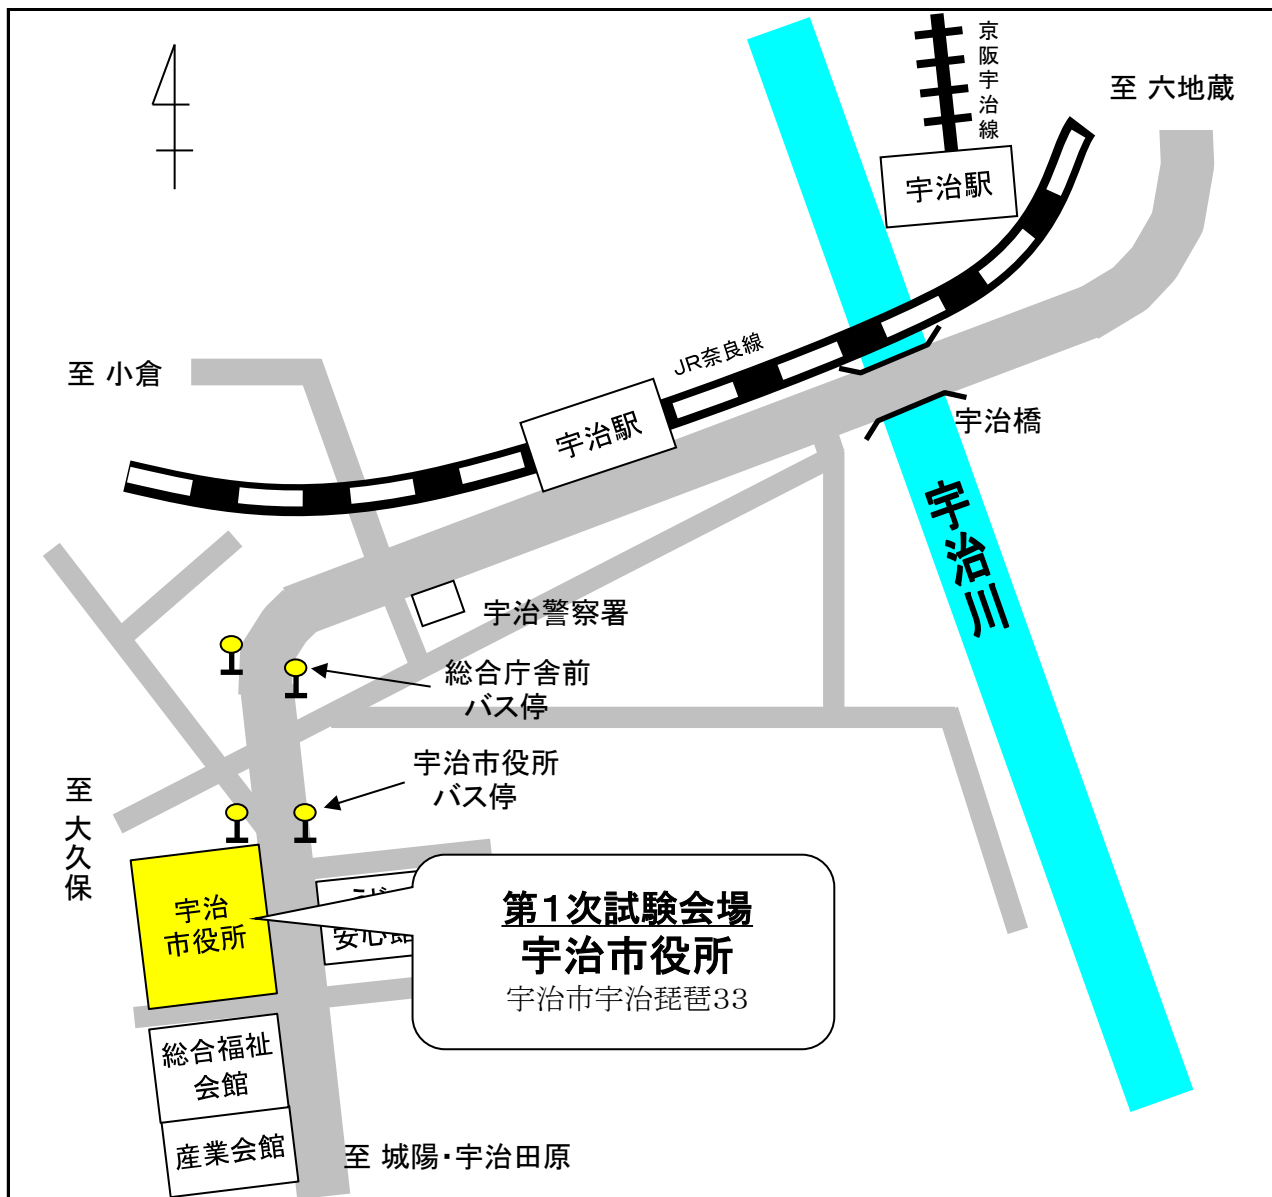 京阪宇治線
至 六地蔵
宇治駅
JR奈良線
至 小倉
宇治駅
宇治橋
宇治川
宇治警察署
総合庁舎前
バス停
宇治市役所
バス停
至 大久保
宇治
市役所
安心館
第1次試験会場
宇治市役所
宇治市宇治琵琶33
総合福祉
会館
産業会館
至 城陽・宇治田原